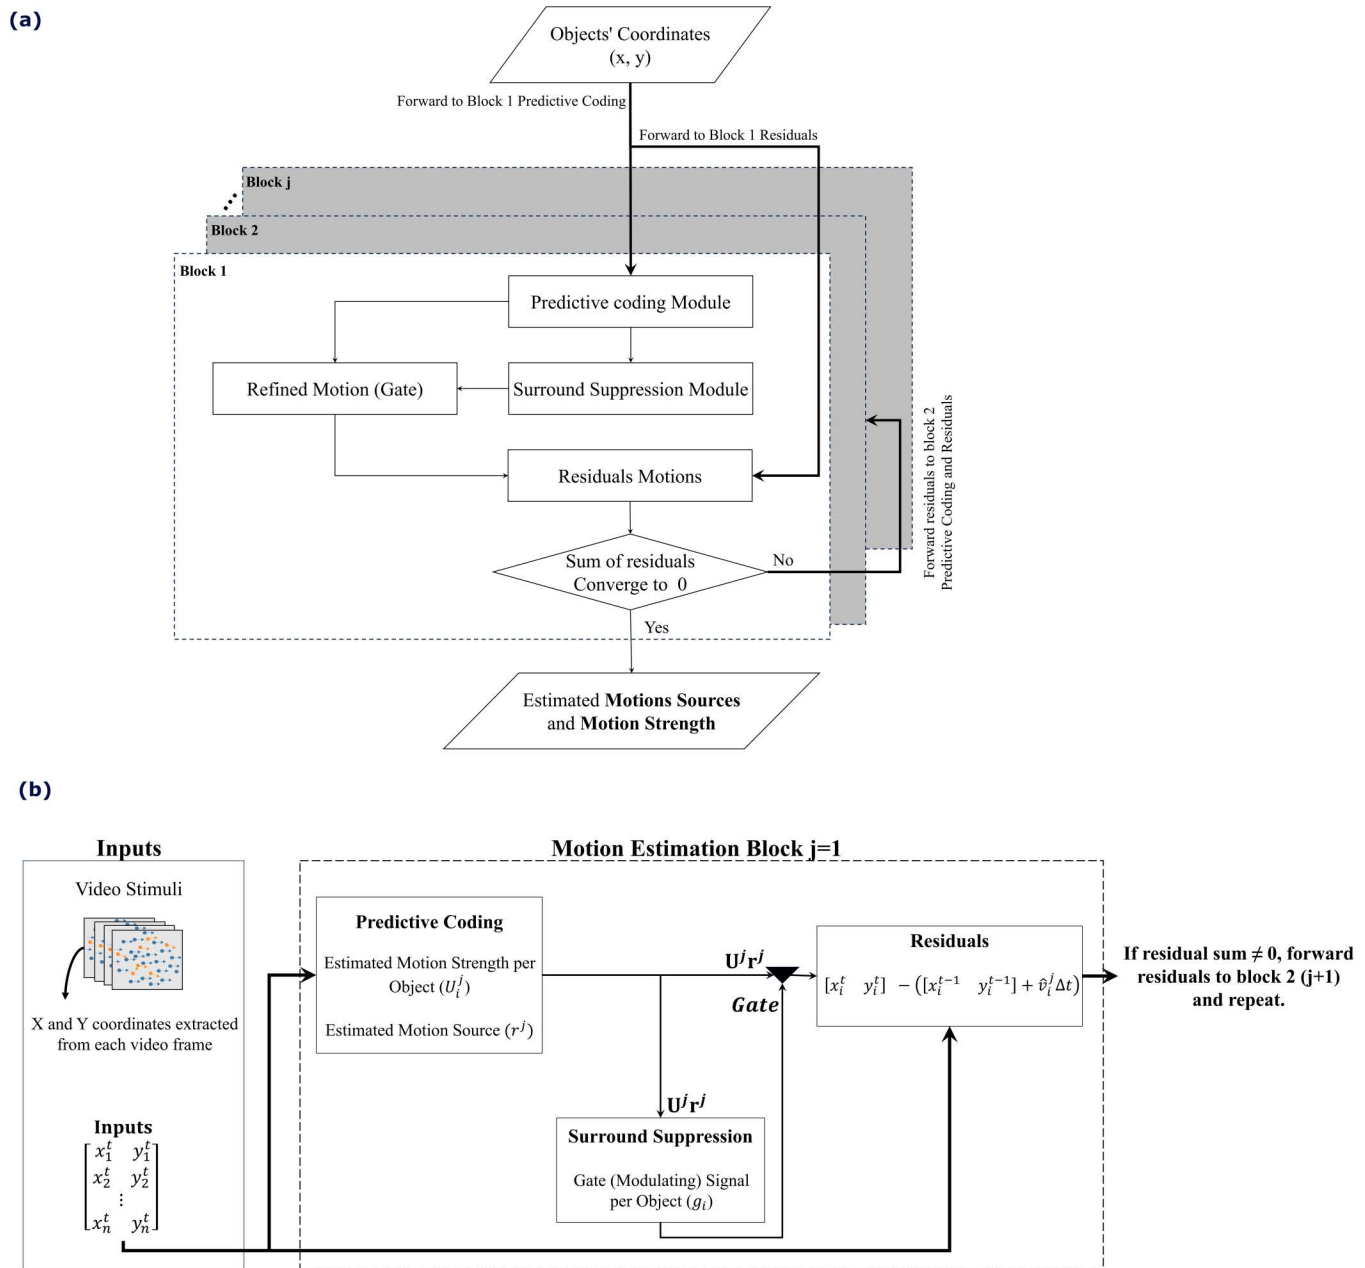 (a)
Objects' Coordinates
(x, y)
Forward to Block 1 Predictive Coding
Forward to Block 1 Residuals
Block j
Block 2
Block 1
Predictive coding Module
Refined Motion (Gate)
Surround Suppression Module
Residuals Motions
Sum of residuals
Converge to 0
No
Yes
Forward residuals to block 2
Predictive Coding and Residuals
Estimated Motions Sources
and Motion Strength
(b)
Inputs
Video Stimuli
X and Y coordinates extracted
from each video frame
Inputs
[x_1^t y_1^t
x_2^t y_2^t
⋮
x_n^t y_n^t]
Motion Estimation Block j=1
Predictive Coding
Estimated Motion Strength per
Object (U_i^j)
Estimated Motion Source (r^j)
U^j r^j
Gate
U^j r^j
Surround Suppression
Gate (Modulating) Signal
per Object (g_i)
Residuals
[x_i^t y_i^t] − ([x_i^{t-1} y_i^{t-1}] + v̂_i^j Δt)
If residual sum ≠ 0, forward
residuals to block 2 (j+1)
and repeat.